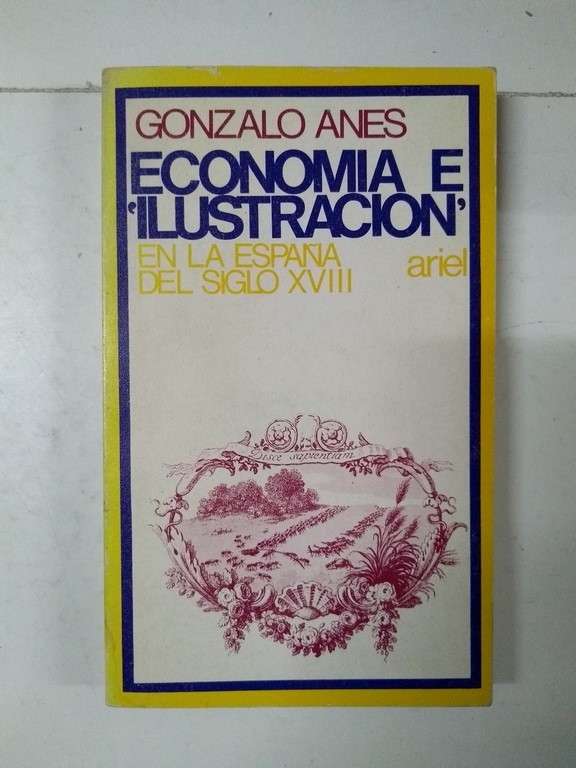 GONZALO ANES
ECONOMIA E
‘ILUSTRACION’
EN LA ESPAÑA
DEL SIGLO XVIII
ariel
Disce sapientiam